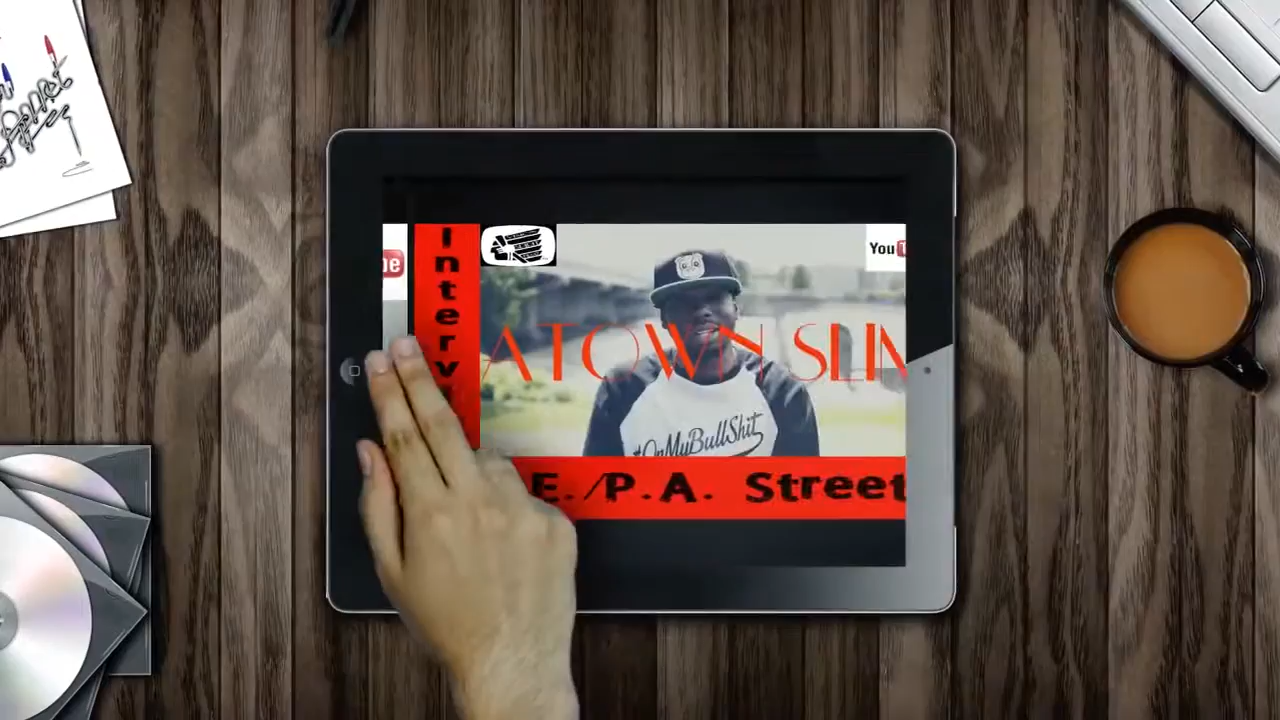 Interv
You
ATOWN SLIM
#OnMyBullShit
E./P.A. Street